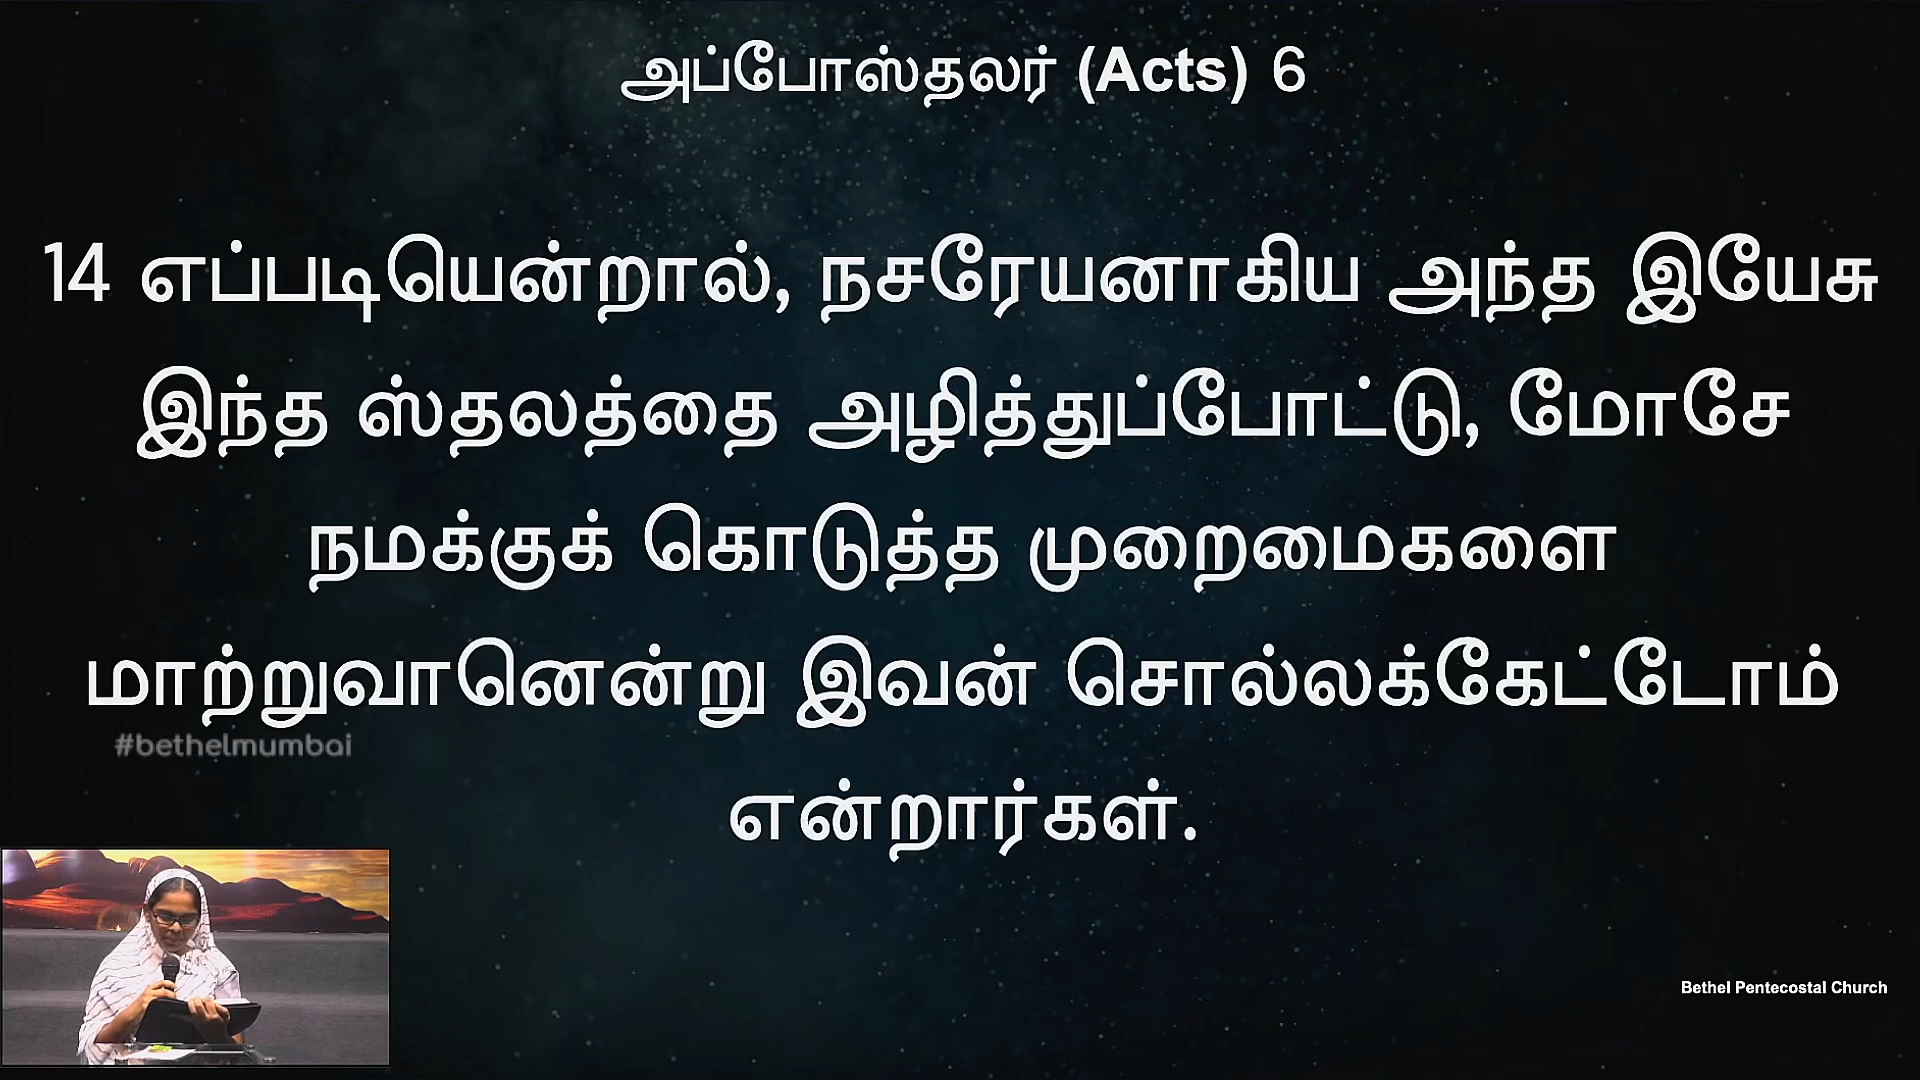 அப்போஸ்தலர் (Acts) 6
14 எப்படியென்றால், நசரேயனாகிய அந்த இயேசு
இந்த ஸ்தலத்தை அழித்துப்போட்டு, மோசே
நமக்குக் கொடுத்த முறைமைகளை
மாற்றுவானென்று இவன் சொல்லக்கேட்டோம்
என்றார்கள்.
#bethelmumbai
Bethel Pentecostal Church